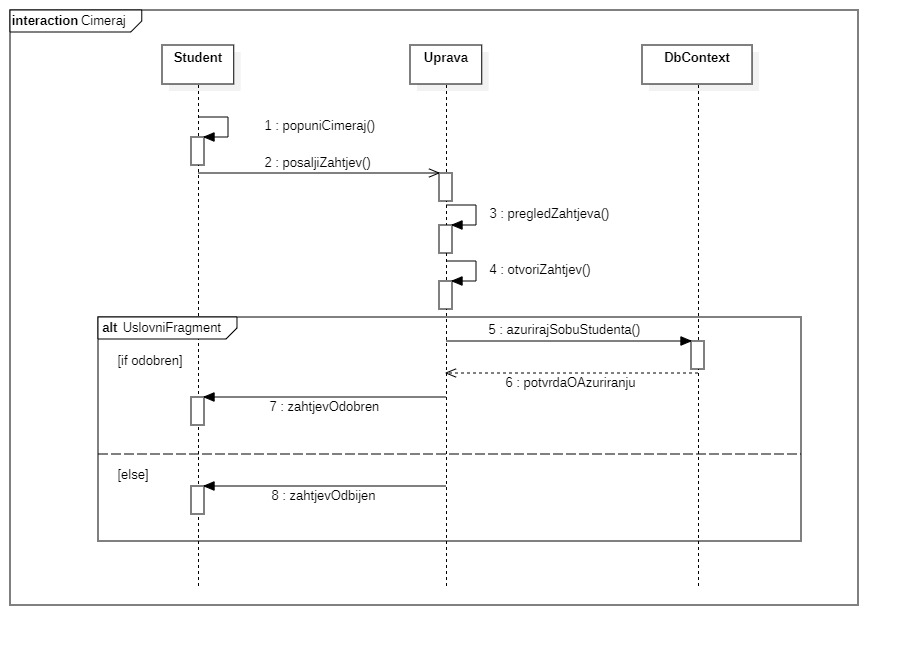 interaction Cimeraj
Student
Uprava
DbContext
1 : popuniCimeraj()
2 : posaljiZahtjev()
3 : pregledZahtjeva()
4 : otvoriZahtjev()
alt UslovniFragment
5 : azurirajSobuStudenta()
[if odobren]
6 : potvrdaOAzuriranju
7 : zahtjevOdobren
[else]
8 : zahtjevOdbijen